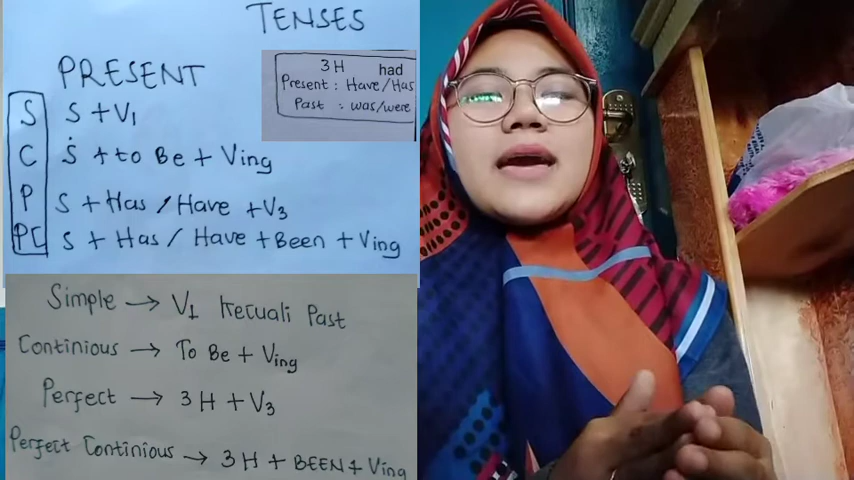 TENSES
PRESENT
3H had
Present : Have/Has
Past : was/were
S S + V1
C S + to Be + Ving
P S + Has / Have + V3
PC S + Has / Have + Been + Ving
Simple → V1 kecuali Past
Continious → To Be + Ving
Perfect → 3H + V3
Perfect Continious → 3H + BEEN + Ving